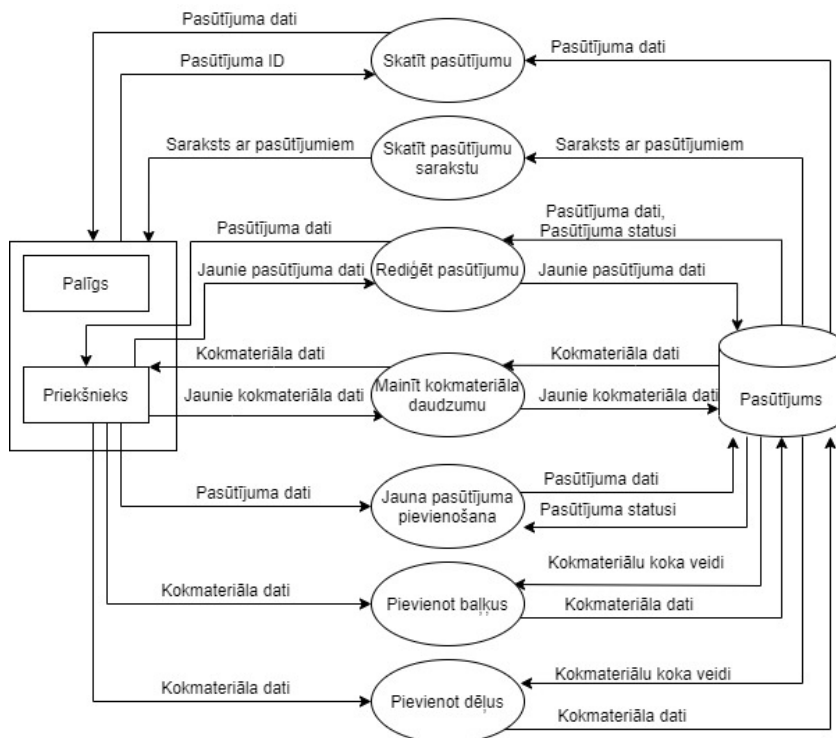 Pasūtījuma dati
Skatīt pasūtījumu
Pasūtījuma dati
Pasūtījuma ID
Saraksts ar pasūtījumiem
Skatīt pasūtījumu
sarakstu
Saraksts ar pasūtījumiem
Pasūtījuma dati
Pasūtījuma dati,
Pasūtījuma statusi
Palīgs
Jaunie pasūtījuma dati
Rediģēt pasūtījumu
Jaunie pasūtījuma dati
Kokmateriāla dati
Kokmateriāla dati
Priekšnieks
Jaunie kokmateriāla dati
Mainīt kokmateriāla
daudzumu
Jaunie kokmateriāla dati
Pasūtījums
Pasūtījuma dati
Jauna pasūtījuma
pievienošana
Pasūtījuma dati
Pasūtījuma statusi
Kokmateriālu koka veidi
Kokmateriāla dati
Pievienot baļķus
Kokmateriāla dati
Kokmateriālu koka veidi
Kokmateriāla dati
Pievienot dēļus
Kokmateriāla dati